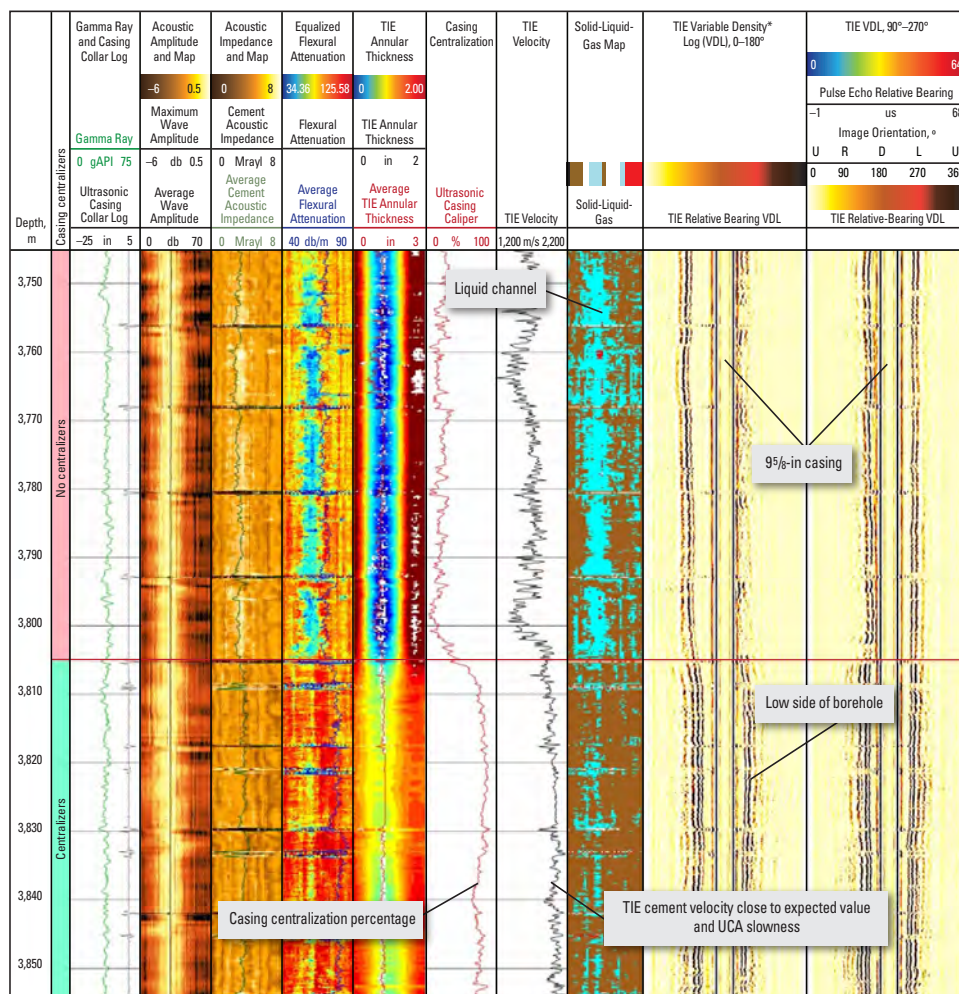 Depth,
m
Casing centralizers
Gamma Ray
and Casing
Collar Log
Gamma Ray
0 gAPI 75
Ultrasonic
Casing
Collar Log
–25 in 5
Acoustic
Amplitude
and Map
–6 0.5
Maximum
Wave
Amplitude
–6 db 0.5
Average
Wave
Amplitude
0 db 70
Acoustic
Impedance
and Map
0 8
Cement
Acoustic
Impedance
0 Mrayl 8
Average
Cement
Acoustic
Impedance
0 Mrayl 8
Equalized
Flexural
Attenuation
34.36 125.58
Flexural
Attenuation
Average
Flexural
Attenuation
40 db/m 90
TIE
Annular
Thickness
0 2.00
TIE Annular
Thickness
0 in 2
Average
TIE Annular
Thickness
0 in 3
Casing
Centralization
Ultrasonic
Casing
Caliper
0 % 100
TIE
Velocity
TIE Velocity
1,200 m/s 2,200
Solid-Liquid-
Gas Map
Solid-Liquid-
Gas
TIE Variable Density*
Log (VDL), 0–180°
TIE Relative Bearing VDL
TIE VDL, 90°–270°
0 64
Pulse Echo Relative Bearing
–1 us 68
Image Orientation, °
U R D L U
0 90 180 270 36
TIE Relative-Bearing VDL
3,750
3,760
3,770
3,780
3,790
3,800
3,810
3,820
3,830
3,840
3,850
No centralizers
Centralizers
Liquid channel
9⅝-in casing
Low side of borehole
Casing centralization percentage
TIE cement velocity close to expected value
and UCA slowness